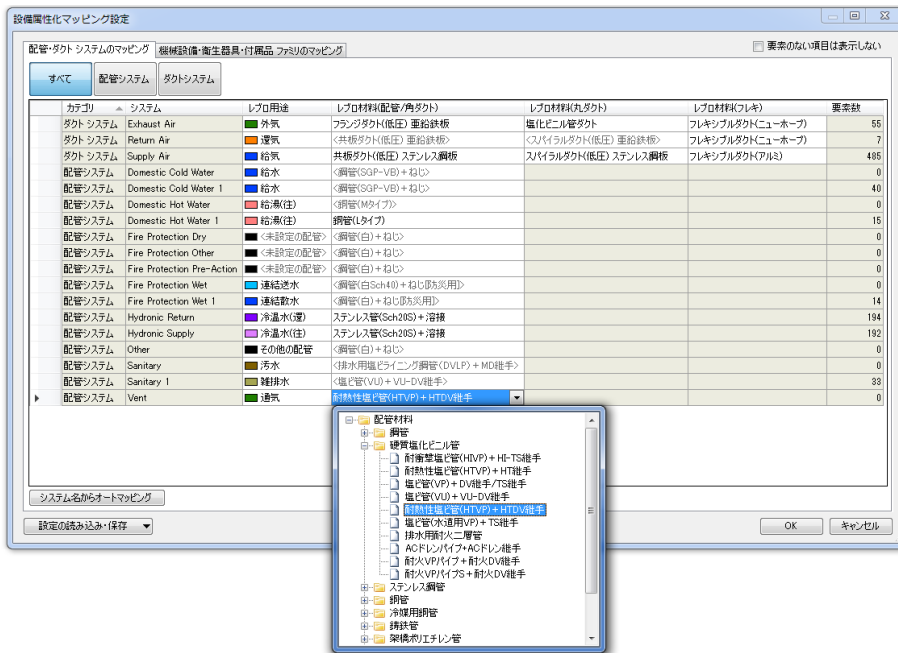 設備属性化マッピング設定
配管・ダクト システムのマッピング 機械設備・衛生器具・付属品 ファミリのマッピング 要素のない項目は表示しない
すべて 配管システム ダクトシステム
カテゴリ システム レブロ用途 レブロ材料(配管/角ダクト) レブロ材料(丸ダクト) レブロ材料(フレキ) 要素数
ダクト システム Exhaust Air 外気 フランジダクト(低圧) 亜鉛鉄板 塩化ビニル管ダクト フレキシブルダクト(ニューホープ) 55
ダクト システム Return Air 還気 <共板ダクト(低圧) 亜鉛鉄板> <スパイラルダクト(低圧) 亜鉛鉄板> フレキシブルダクト(ニューホープ) 7
ダクト システム Supply Air 給気 共板ダクト(低圧) ステンレス鋼板 スパイラルダクト(低圧) ステンレス鋼板 フレキシブルダクト(アルミ) 485
配管システム Domestic Cold Water 給水 <鋼管(SGP-VB)+ねじ> 0
配管システム Domestic Cold Water 1 給水 <鋼管(SGP-VB)+ねじ> 40
配管システム Domestic Hot Water 給湯(往) <銅管(Mタイプ)> 0
配管システム Domestic Hot Water 1 給湯(往) 銅管(Lタイプ) 15
配管システム Fire Protection Dry <未設定の配管> <鋼管(白)+ねじ> 0
配管システム Fire Protection Other <未設定の配管> <鋼管(白)+ねじ> 0
配管システム Fire Protection Pre-Action <未設定の配管> <鋼管(白)+ねじ> 0
配管システム Fire Protection Wet 連結送水 <鋼管(白Sch40)+ねじ[防災用]> 0
配管システム Fire Protection Wet 1 連結散水 <鋼管(白)+ねじ[防災用]> 14
配管システム Hydronic Return 冷温水(還) ステンレス管(Sch20S)+溶接 194
配管システム Hydronic Supply 冷温水(往) ステンレス管(Sch20S)+溶接 192
配管システム Other その他の配管 <鋼管(白)+ねじ> 0
配管システム Sanitary 汚水 <排水用塩ビライニング鋼管(DVLP)+MD継手> 0
配管システム Sanitary 1 雑排水 <塩ビ管(VU)+VU-DV継手> 33
配管システム Vent 通気 耐熱性塩ビ管(HTVP)+HTDV継手 0
配管材料
鋼管
硬質塩化ビニル管
耐衝撃塩ビ管(HIVP)+HI-TS継手
耐熱性塩ビ管(HTVP)+HT継手
塩ビ管(VP)+DV継手/TS継手
塩ビ管(VU)+VU-DV継手
耐熱性塩ビ管(HTVP)+HTDV継手
塩ビ管(水道用VP)+TS継手
排水用耐火二層管
ACドレンパイプ+ACドレン継手
耐火VPパイプ+耐火DV継手
耐火VPパイプS+耐火DV継手
ステンレス鋼管
銅管
冷媒用銅管
鋳鉄管
架橋ポリエチレン管
システム名からオートマッピング
設定の読み込み・保存 OK キャンセル